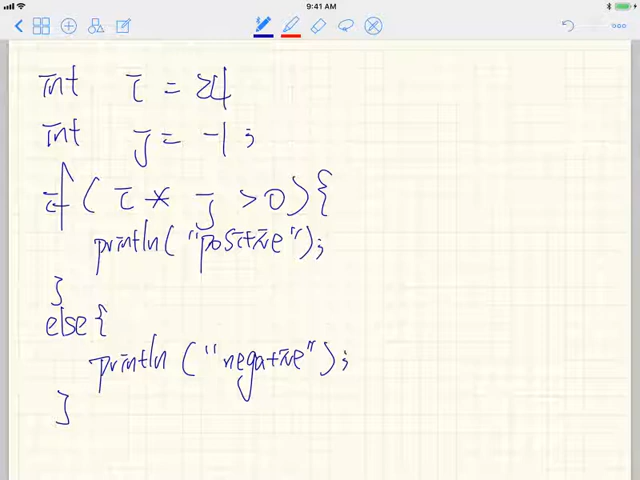 9:41 AM
int i = 24
int j = -1;
if (i * j > 0){
println("positive");
}
else{
println("negative");
}